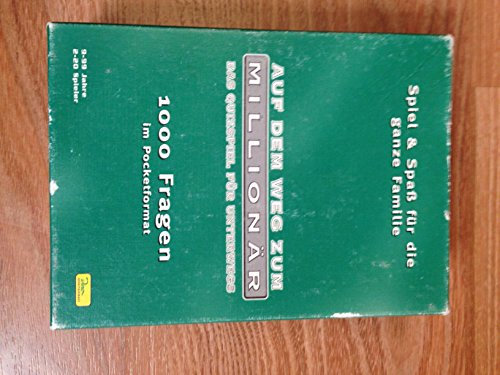 Spiel & Spaß für die
ganze Familie
AUF DEM WEG ZUM
MILLIONÄR
DAS QUIZSPIEL FÜR UNTERWEGS
1000 Fragen
im Pocketformat
9-99 Jahre
2-20 Spieler